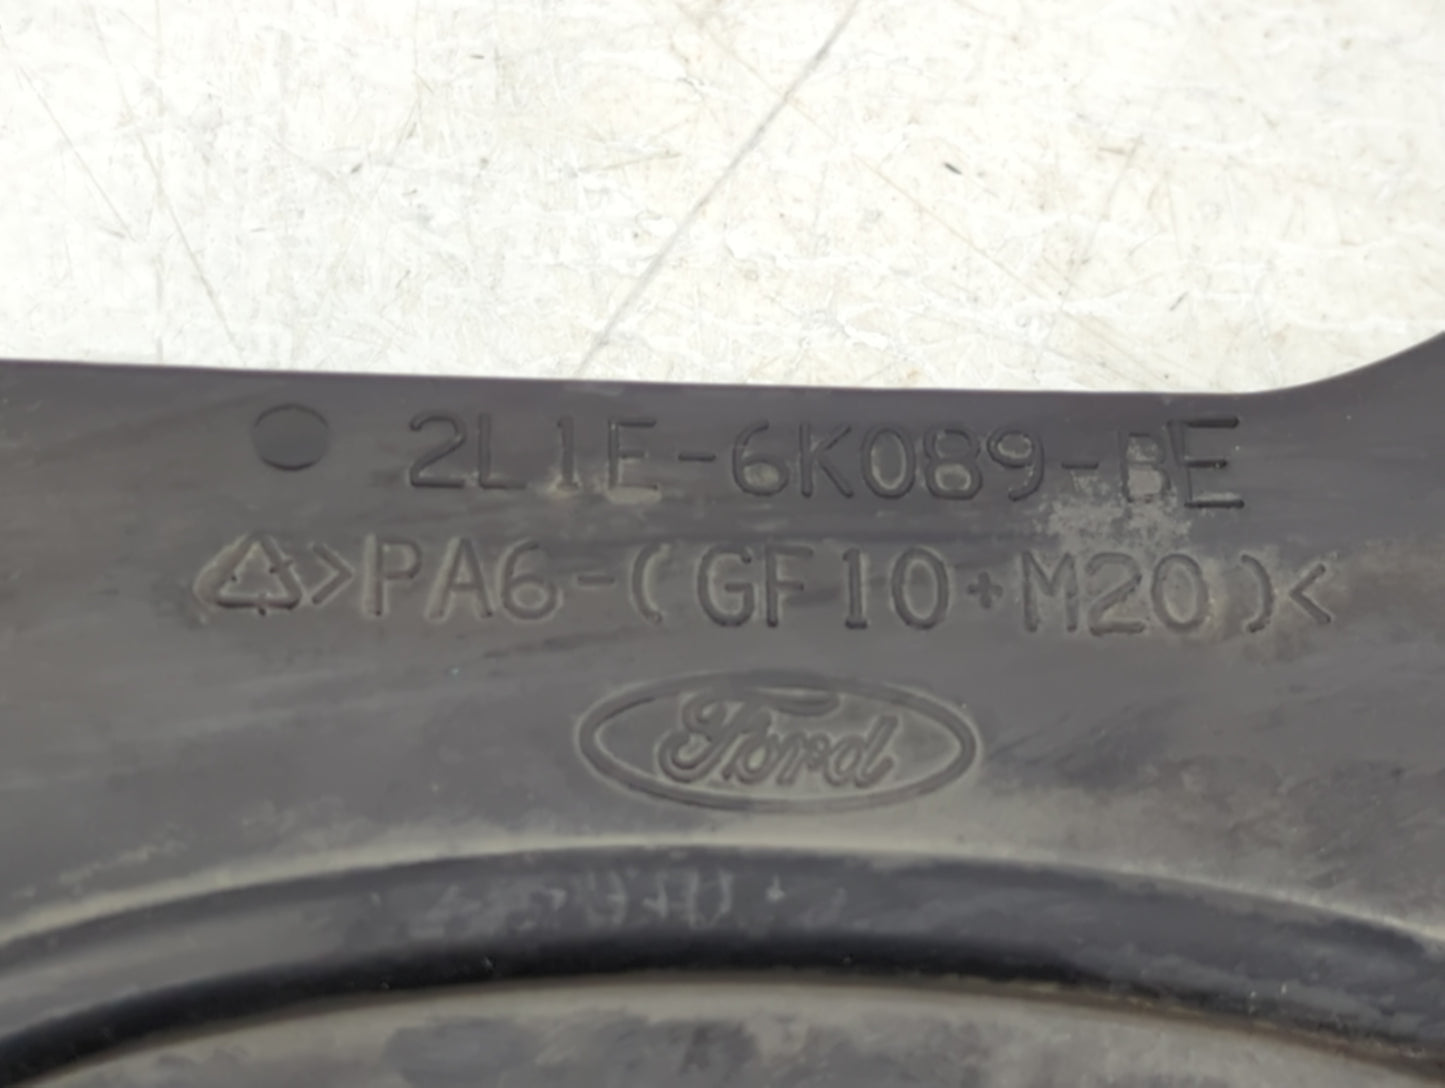 2L1E-6K089-BE
>PA6-(GF10+M20)<
Ford